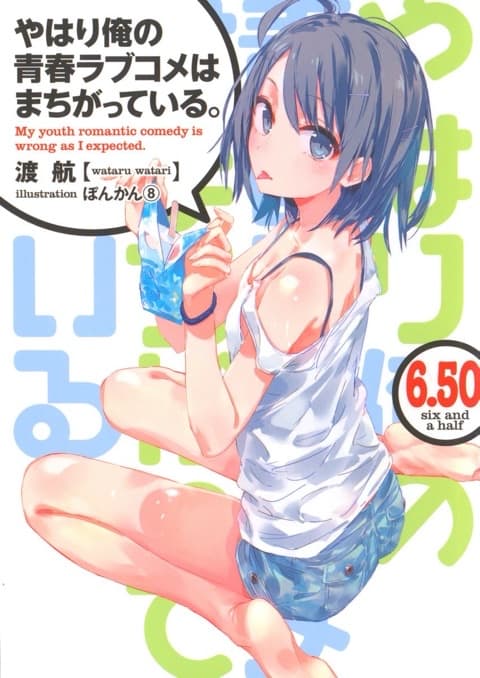 やはり俺の
青春ラブコメは
まちがっている。
My youth romantic comedy is
wrong as I expected.
渡 航【wataru watari】
illustration ぽんかん⑧
6.50
six and
a half
いる